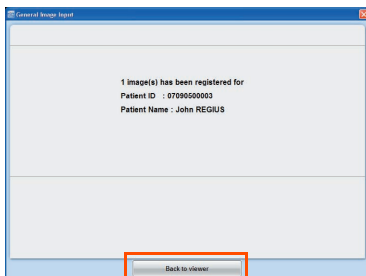 General Image Input
1 image(s) has been registered for
Patient ID : 07090500003
Patient Name : John REGIUS
Back to viewer